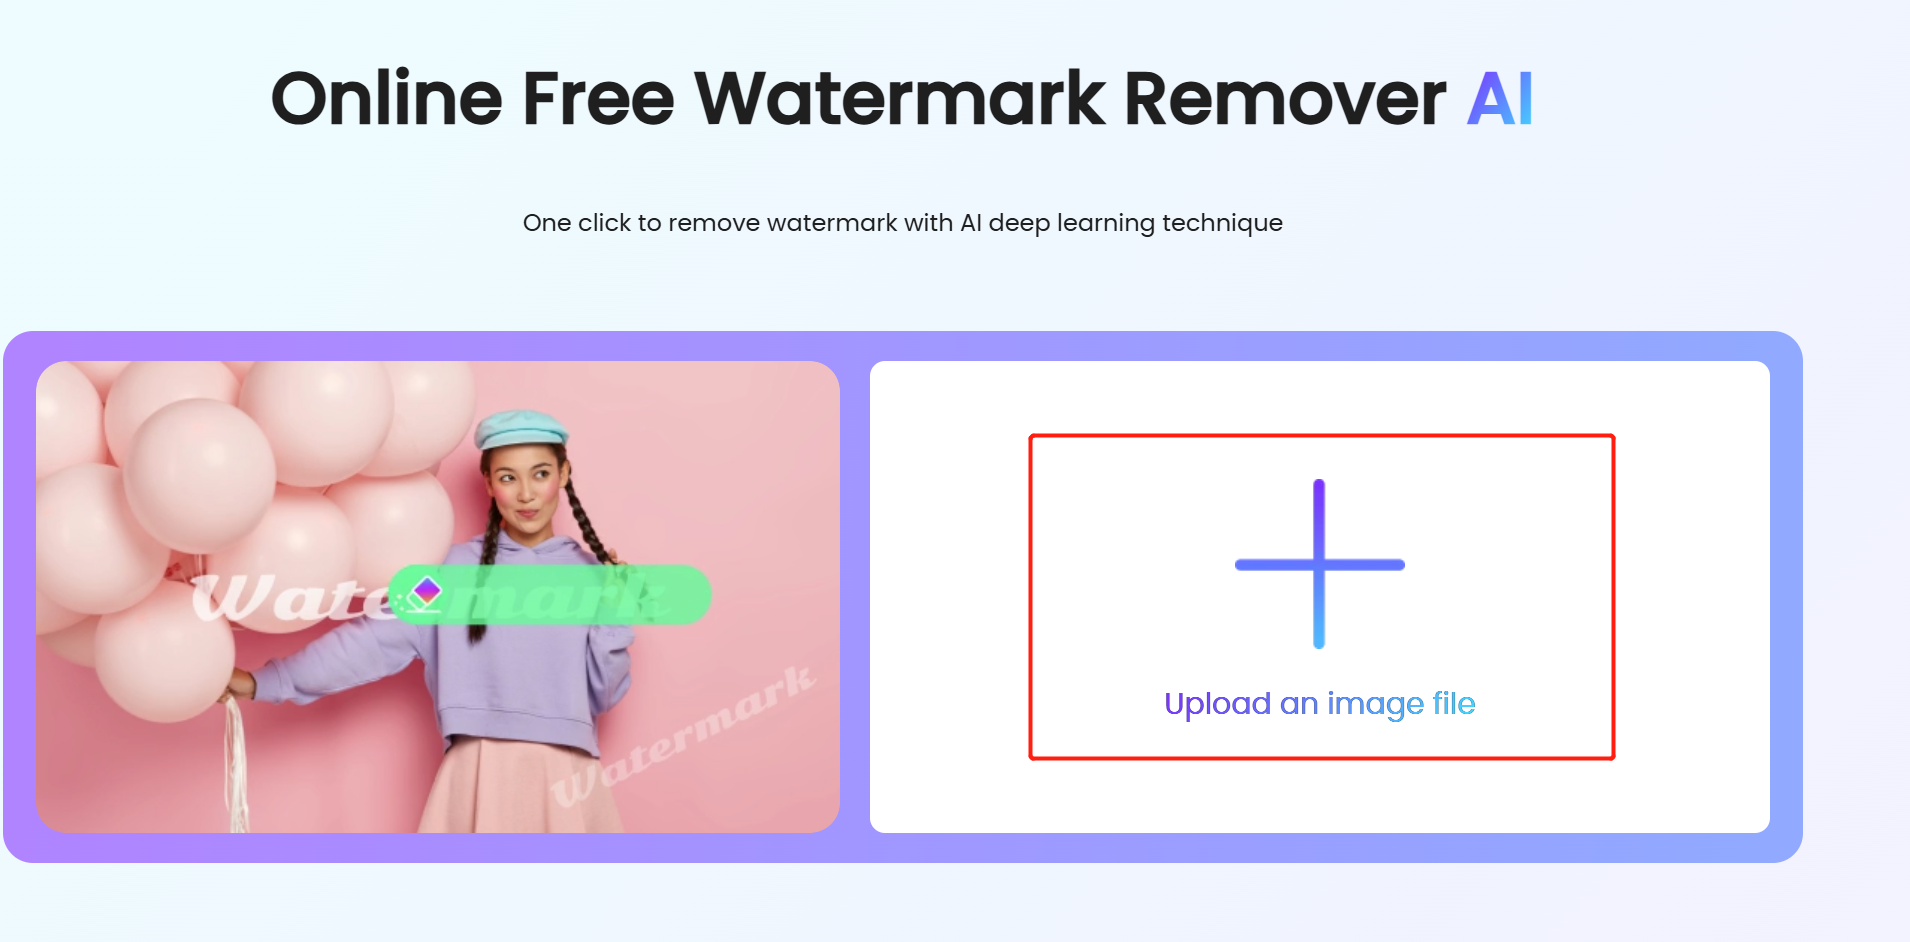 Online Free Watermark Remover AI
One click to remove watermark with AI deep learning technique
Watermark
Watermark
Upload an image file